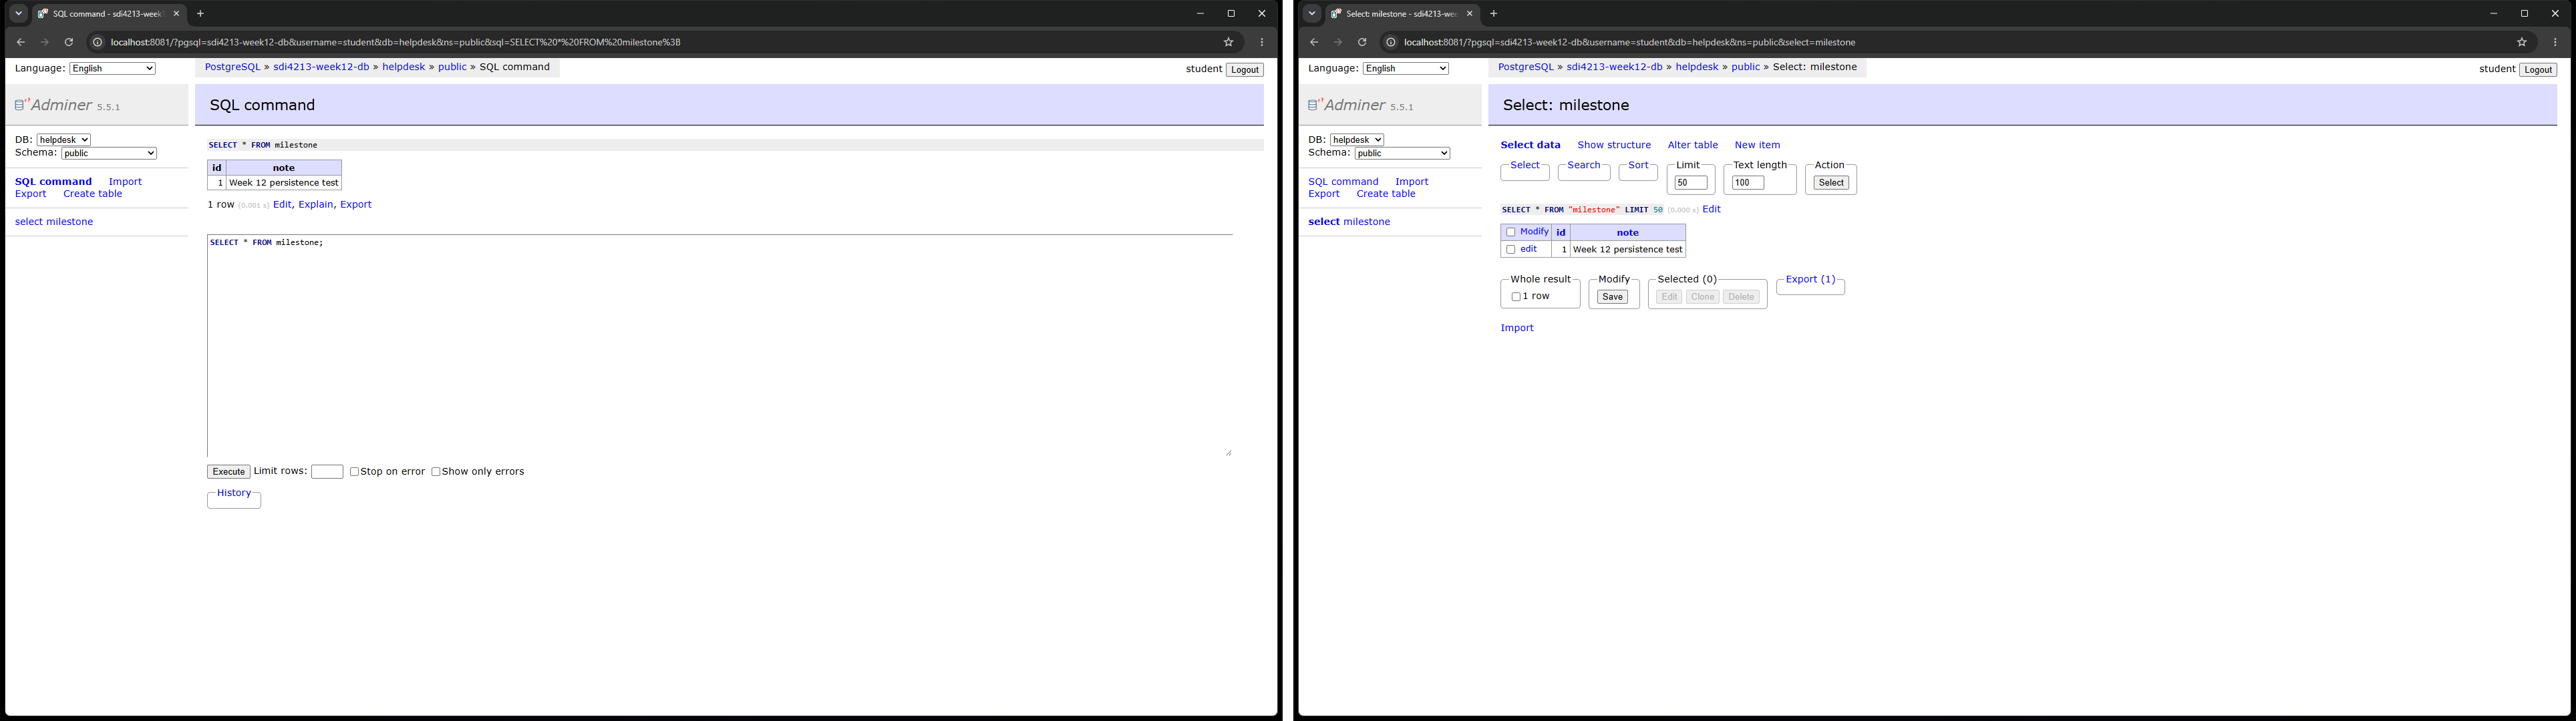 SQL command - sdi4213-week1
localhost:8081/?pgsql=sdi4213-week12-db&username=student&db=helpdesk&ns=public&sql=SELECT%20*%20FROM%20milestone%3B
Language: English
PostgreSQL » sdi4213-week12-db » helpdesk » public » SQL command
student Logout
Adminer 5.5.1
SQL command
DB: helpdesk
Schema: public
SQL command Import
Export Create table
select milestone
SELECT * FROM milestone
id note
1 Week 12 persistence test
1 row (0.001 s) Edit, Explain, Export
SELECT * FROM milestone;
Execute Limit rows: Stop on error Show only errors
History
Select: milestone - sdi4213-wee
localhost:8081/?pgsql=sdi4213-week12-db&username=student&db=helpdesk&ns=public&select=milestone
Language: English
PostgreSQL » sdi4213-week12-db » helpdesk » public » Select: milestone
student Logout
Adminer 5.5.1
Select: milestone
DB: helpdesk
Schema: public
SQL command Import
Export Create table
select milestone
Select data Show structure Alter table New item
Select Search Sort Limit Text length Action
50 100 Select
SELECT * FROM "milestone" LIMIT 50 (0.000 s) Edit
Modify id note
edit 1 Week 12 persistence test
Whole result Modify Selected (0) Export (1)
1 row Save Edit Clone Delete
Import